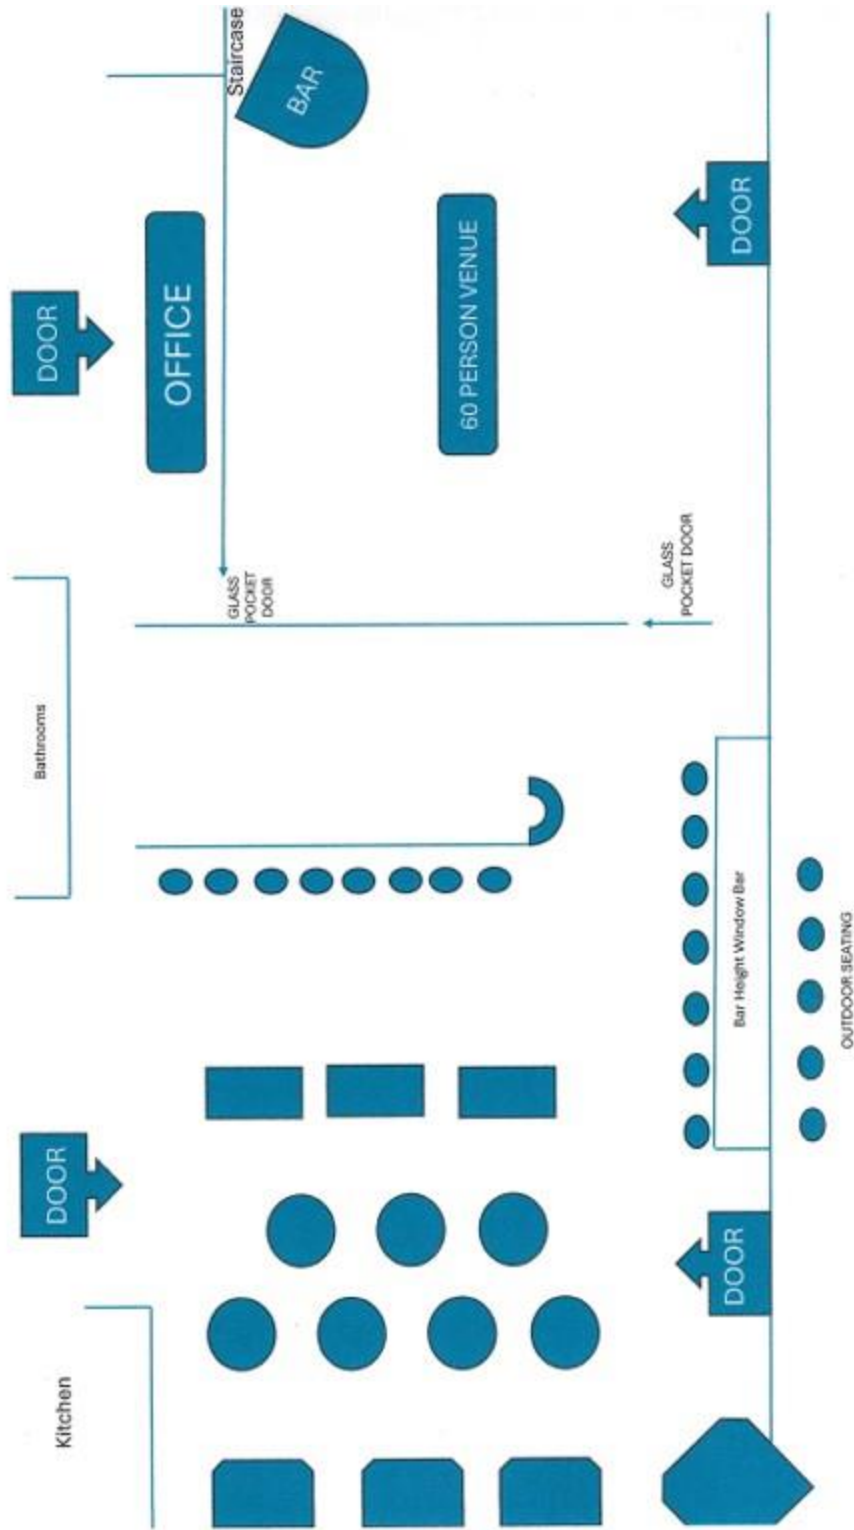 Staircase
BAR
DOOR
OFFICE
60 PERSON VENUE
DOOR
GLASS
POCKET
DOOR
GLASS
POCKET DOOR
Bathrooms
Bar Height Window Bar
OUTDOOR SEATING
DOOR
DOOR
Kitchen